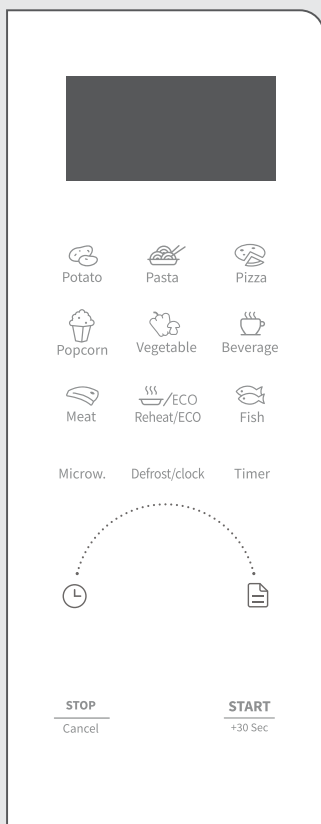 Potato Pasta Pizza
Popcorn Vegetable Beverage
/ECO
Meat Reheat/ECO Fish
Microw. Defrost/clock Timer
STOP START
Cancel +30 Sec